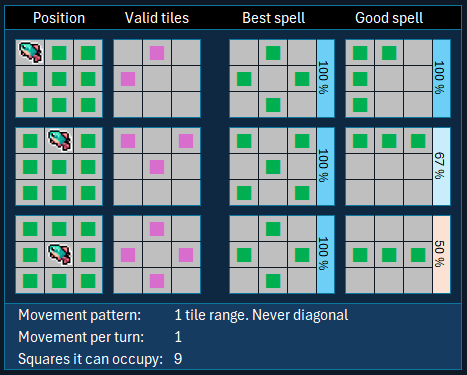 Position Valid tiles Best spell Good spell
100 % 100 %
100 % 67 %
100 % 50 %
Movement pattern: 1 tile range. Never diagonal
Movement per turn: 1
Squares it can occupy: 9